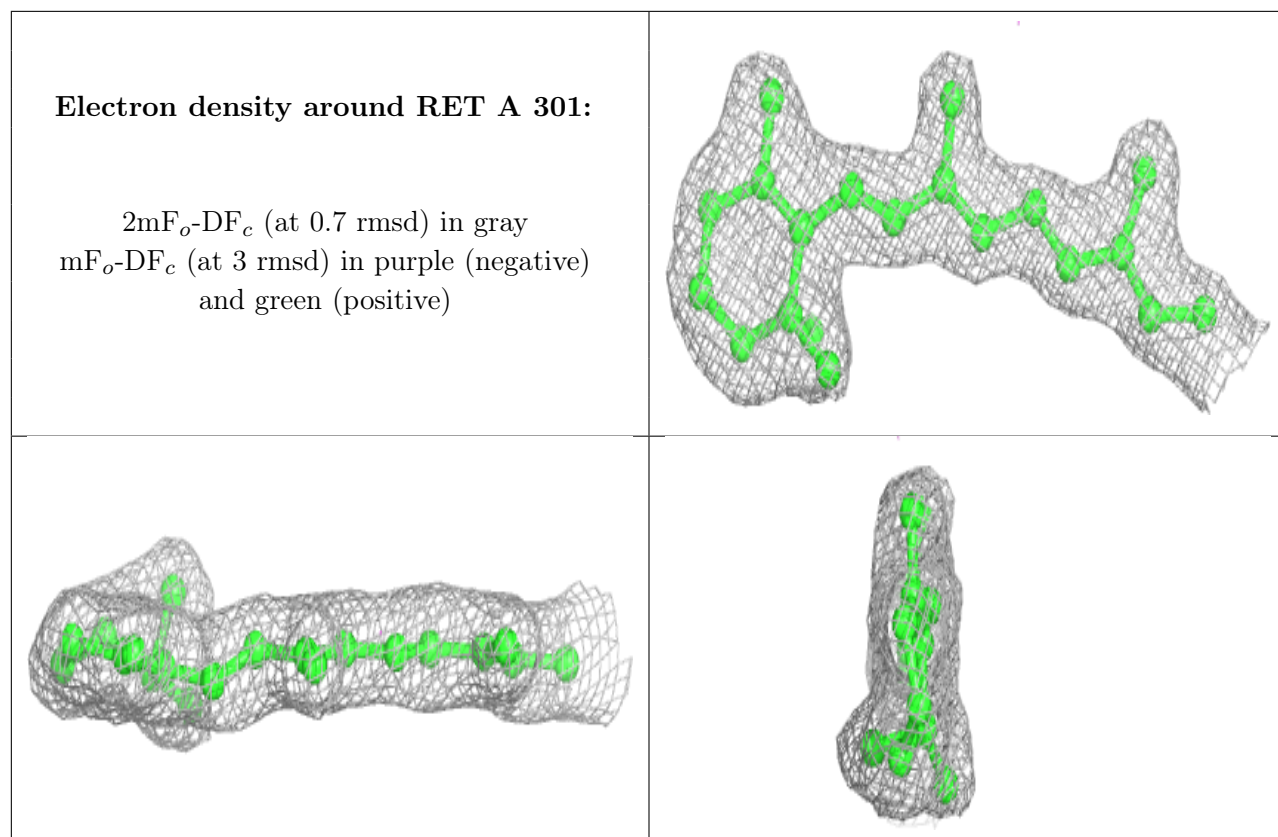 Electron density around RET A 301:
2mFₒ-DF𝒸 (at 0.7 rmsd) in gray
mFₒ-DF𝒸 (at 3 rmsd) in purple (negative)
and green (positive)